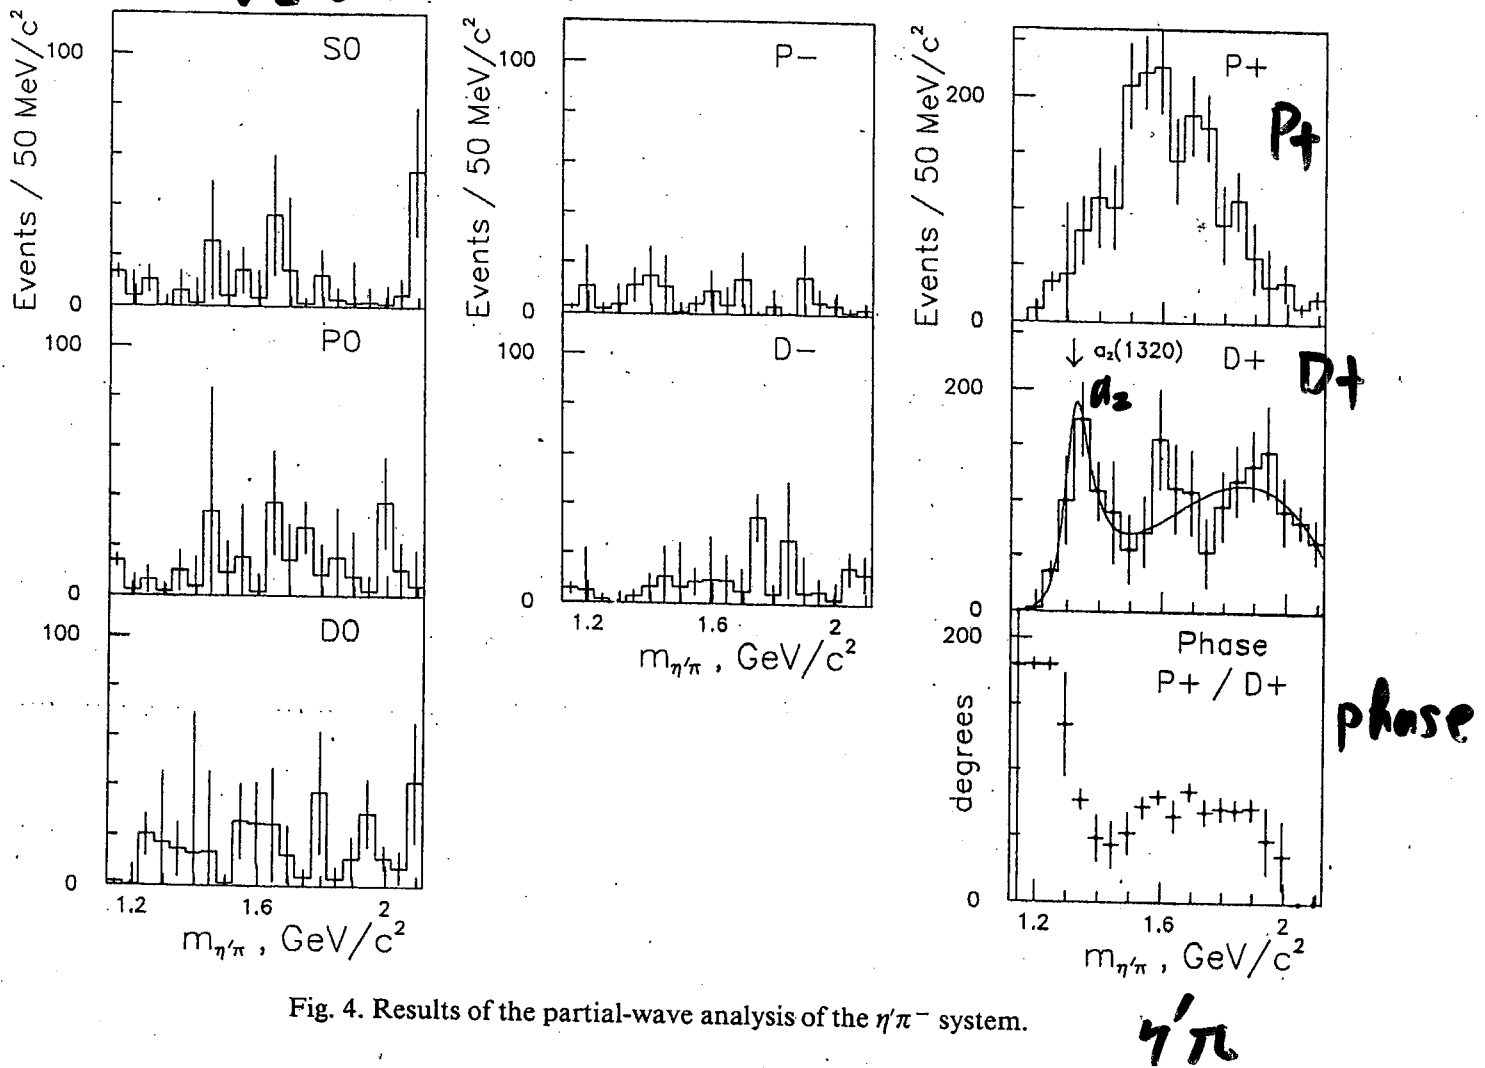 Events / 50 MeV/c²
100
S0
0
100
P0
0
100
D0
0
1.2 1.6 2
m_η′π , GeV/c²
Events / 50 MeV/c²
100
P−
0
100
D−
0
1.2 1.6 2
m_η′π , GeV/c²
Events / 50 MeV/c²
200
P+
P+
0
↓ a₂(1320)
D+
D+
a₂
200
0
200
Phase
P+ / D+
phase
degrees
0
1.2 1.6 2
m_η′π , GeV/c²
Fig. 4. Results of the partial-wave analysis of the η′π⁻ system.
η′π